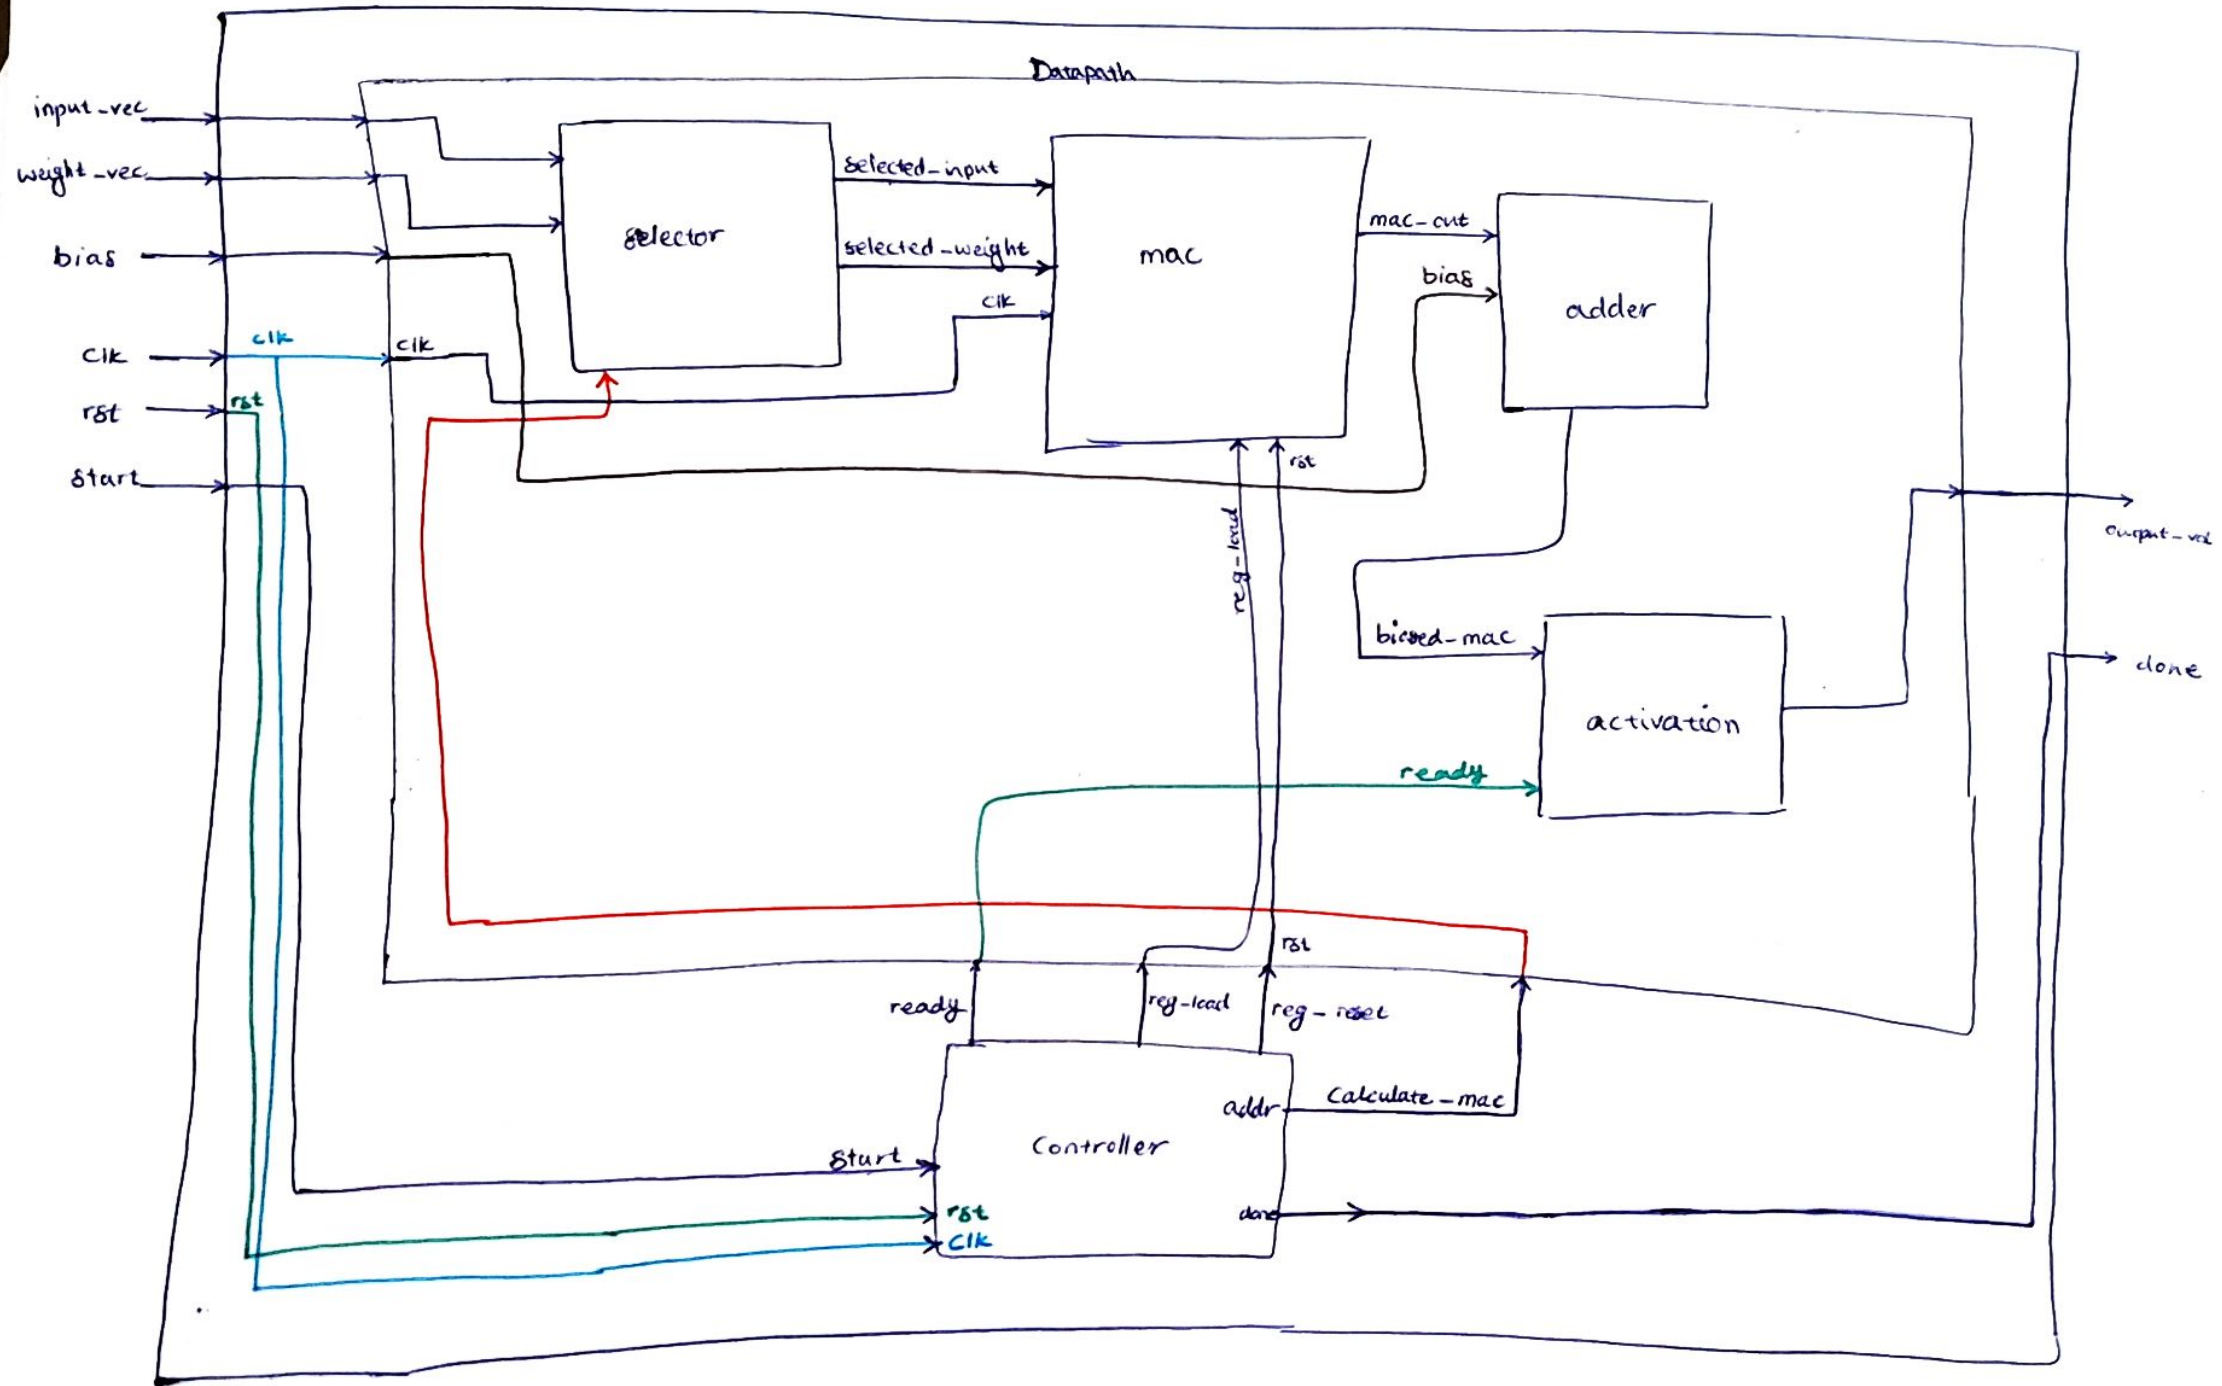 Datapath
input_vec
weight_vec
bias
clk
rst
start
clk
rst
clk
selector
selected_input
selected_weight
clk
mac
mac_out
bias
adder
rst
reg_load
biased_mac
activation
ready
output_val
done
rst
ready
reg_load
reg_reset
addr
Calculate_mac
Controller
start
rst
clk
done